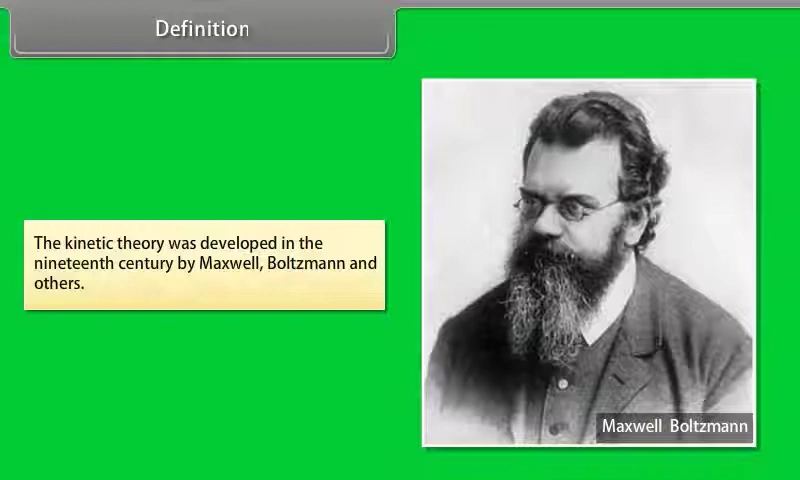 Definition
The kinetic theory was developed in the
nineteenth century by Maxwell, Boltzmann and
others.
Maxwell Boltzmann